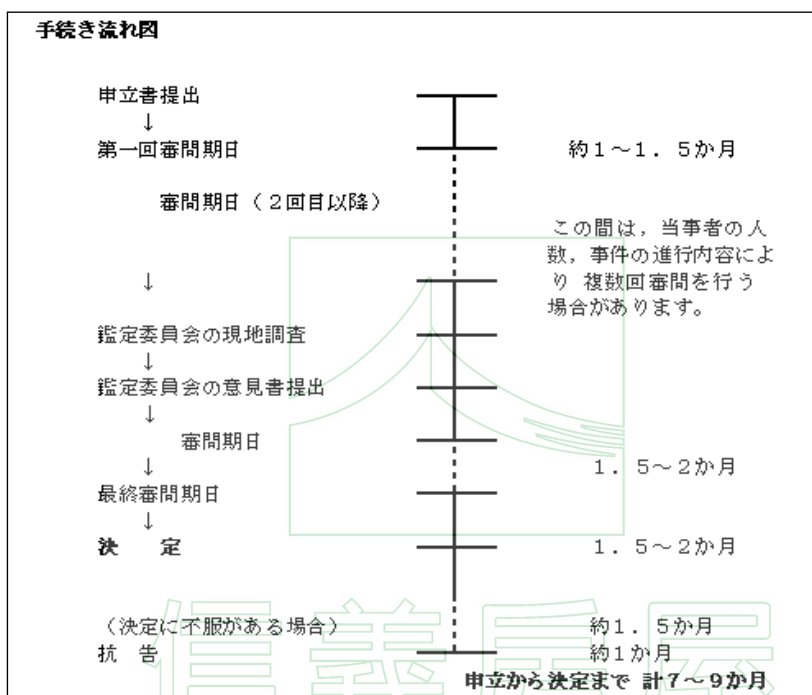 手続き流れ図
申立書提出
↓
第一回審問期日 約1～1．5か月
審問期日（2回目以降）
この間は，当事者の人
数，事件の進行内容によ
り 複数回審問を行う
場合があります。
↓
鑑定委員会の現地調査
↓
鑑定委員会の意見書提出
↓
審問期日
↓ 1．5～2か月
最終審問期日
↓
決 定 1．5～2か月
（決定に不服がある場合） 約1．5か月
抗 告 約1か月
申立から決定まで 計7～9か月
信義房屋